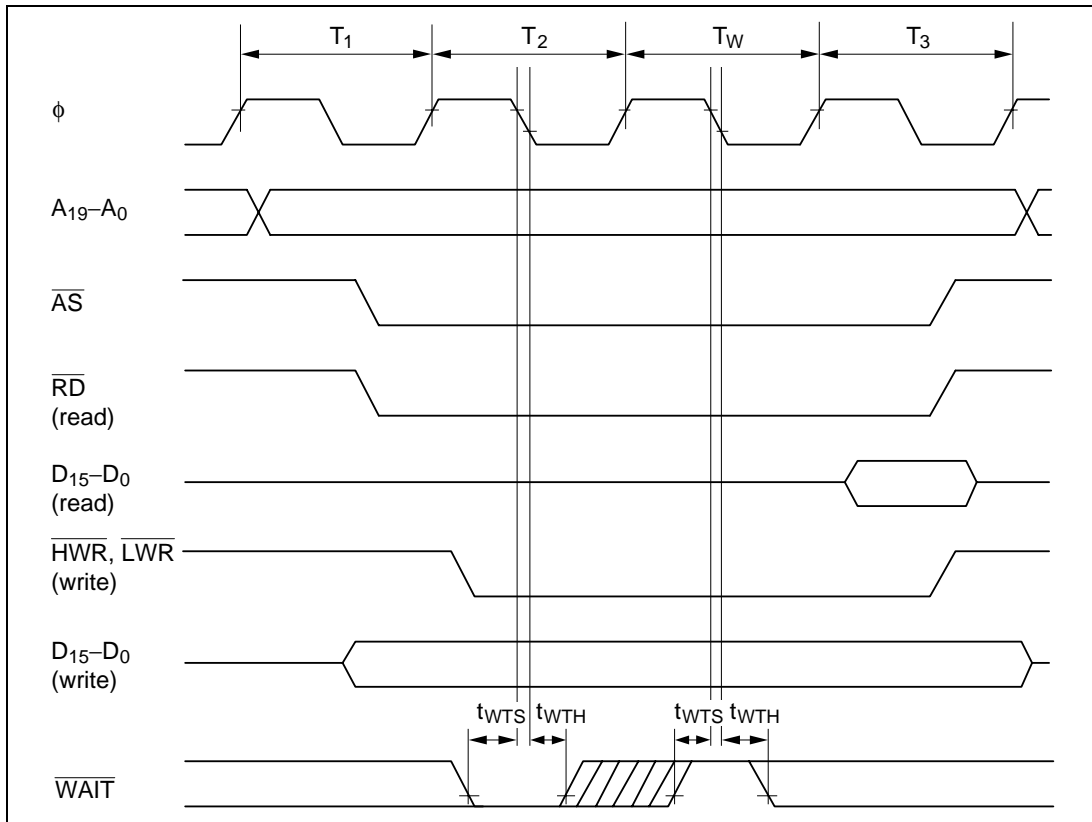 T1 T2 TW T3
ϕ
A19–A0
AS
RD
(read)
D15–D0
(read)
HWR, LWR
(write)
D15–D0
(write)
tWTS tWTH tWTS tWTH
WAIT